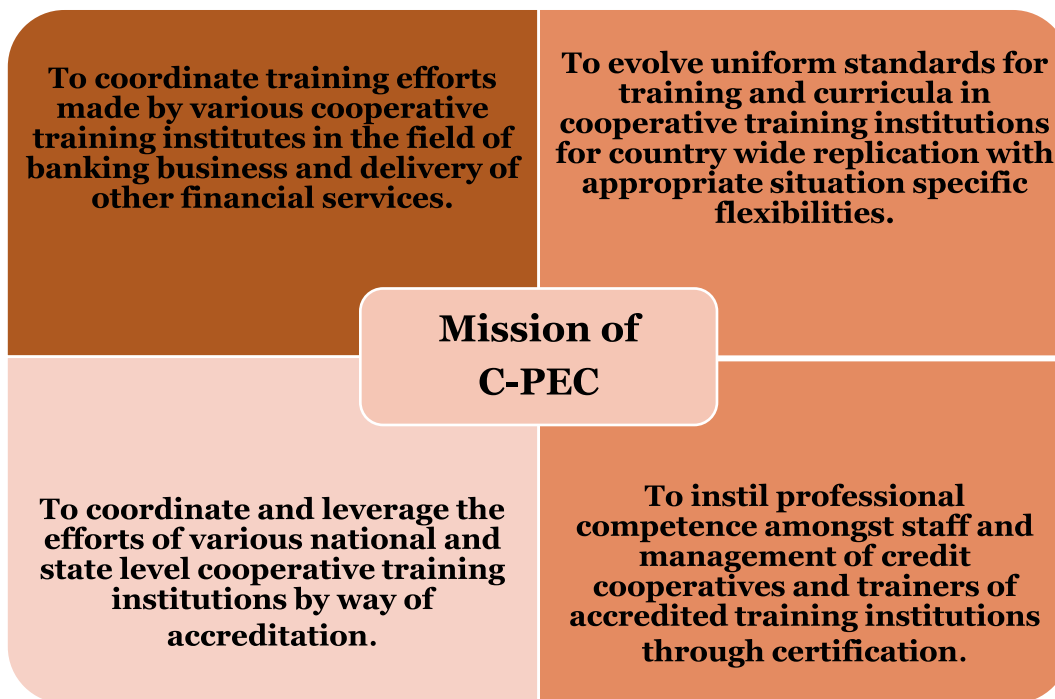 To coordinate training efforts
made by various cooperative
training institutes in the field of
banking business and delivery of
other financial services.
To evolve uniform standards for
training and curricula in
cooperative training institutions
for country wide replication with
appropriate situation specific
flexibilities.
Mission of
C-PEC
To coordinate and leverage the
efforts of various national and
state level cooperative training
institutions by way of
accreditation.
To instil professional
competence amongst staff and
management of credit
cooperatives and trainers of
accredited training institutions
through certification.